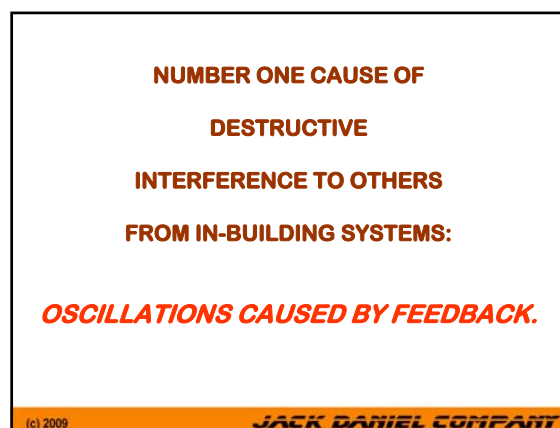 NUMBER ONE CAUSE OF
DESTRUCTIVE
INTERFERENCE TO OTHERS
FROM IN-BUILDING SYSTEMS:
OSCILLATIONS CAUSED BY FEEDBACK.
(c) 2009
JACK DANIEL COMPANY